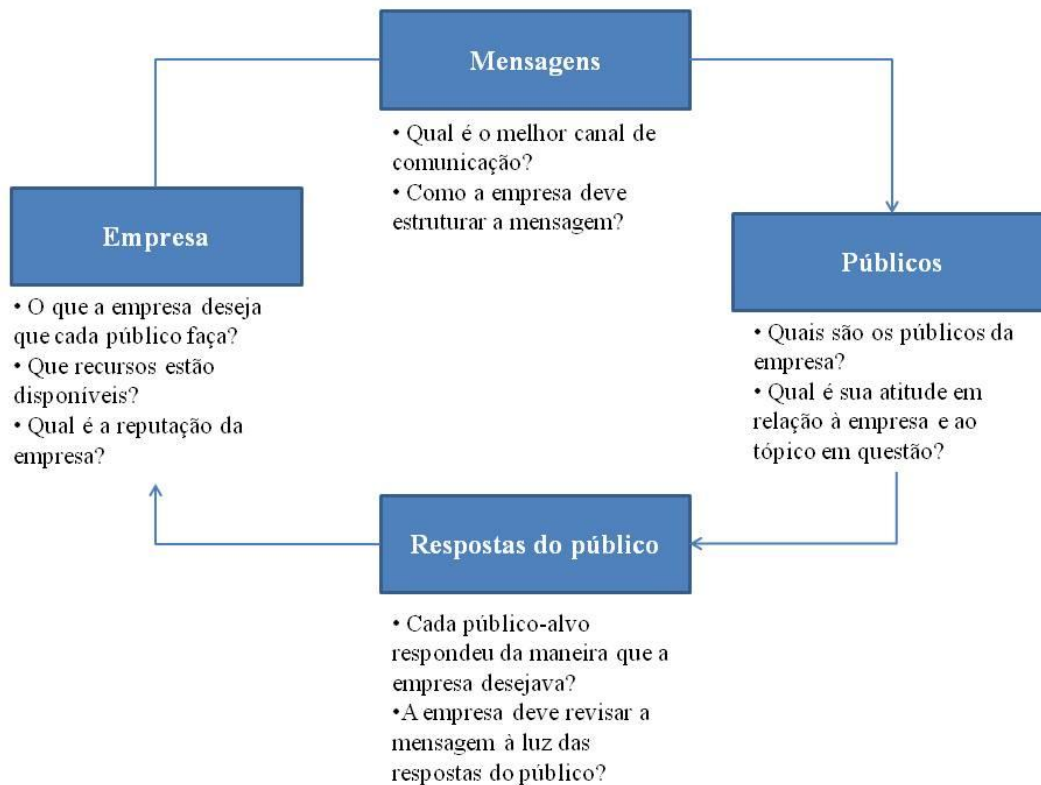 Mensagens
• Qual é o melhor canal de
comunicação?
• Como a empresa deve
estruturar a mensagem?
Empresa
• O que a empresa deseja
que cada público faça?
• Que recursos estão
disponíveis?
• Qual é a reputação da
empresa?
Públicos
• Quais são os públicos da
empresa?
• Qual é sua atitude em
relação à empresa e ao
tópico em questão?
Respostas do público
• Cada público-alvo
respondeu da maneira que a
empresa desejava?
•A empresa deve revisar a
mensagem à luz das
respostas do público?